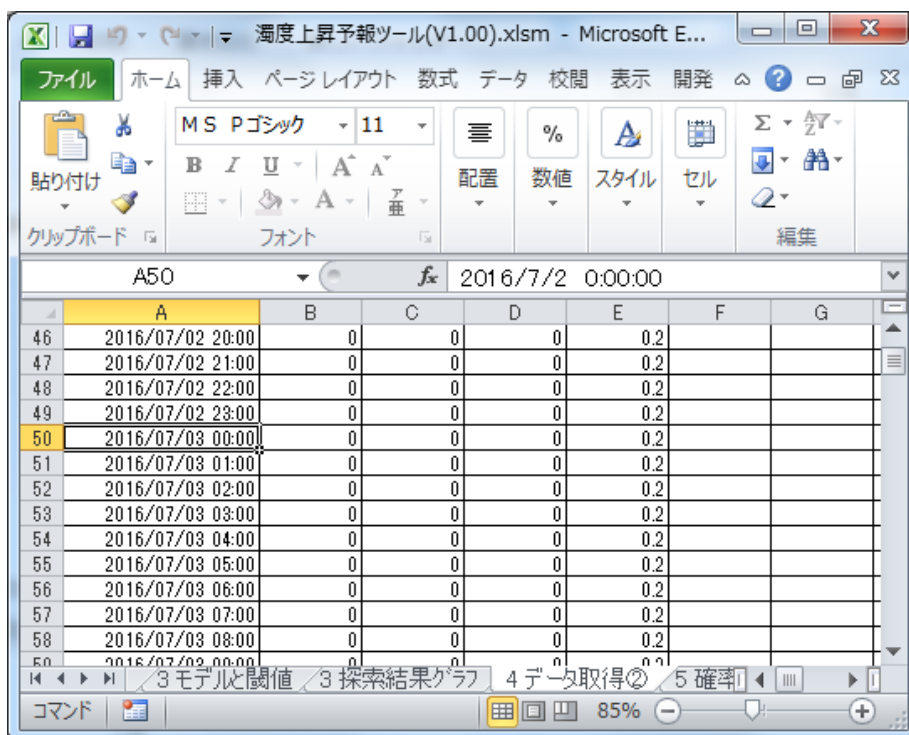 濁度上昇予報ツール(V1.00).xlsm - Microsoft E...
ファイル ホーム 挿入 ページ レイアウト 数式 データ 校閲 表示 開発
貼り付け
クリップボード
ＭＳ Ｐゴシック 11
B I U A A
A 亜
フォント
配置
% 数値
A スタイル
セル
Σ
編集
A50 fx 2016/7/2 0:00:00
A B C D E F G
46 2016/07/02 20:00 0 0 0 0.2
47 2016/07/02 21:00 0 0 0 0.2
48 2016/07/02 22:00 0 0 0 0.2
49 2016/07/02 23:00 0 0 0 0.2
50 2016/07/03 00:00 0 0 0 0.2
51 2016/07/03 01:00 0 0 0 0.2
52 2016/07/03 02:00 0 0 0 0.2
53 2016/07/03 03:00 0 0 0 0.2
54 2016/07/03 04:00 0 0 0 0.2
55 2016/07/03 05:00 0 0 0 0.2
56 2016/07/03 06:00 0 0 0 0.2
57 2016/07/03 07:00 0 0 0 0.2
58 2016/07/03 08:00 0 0 0 0.2
3 モデルと閾値 3 探索結果グラフ 4 データ取得② 5 確率
コマンド 85%